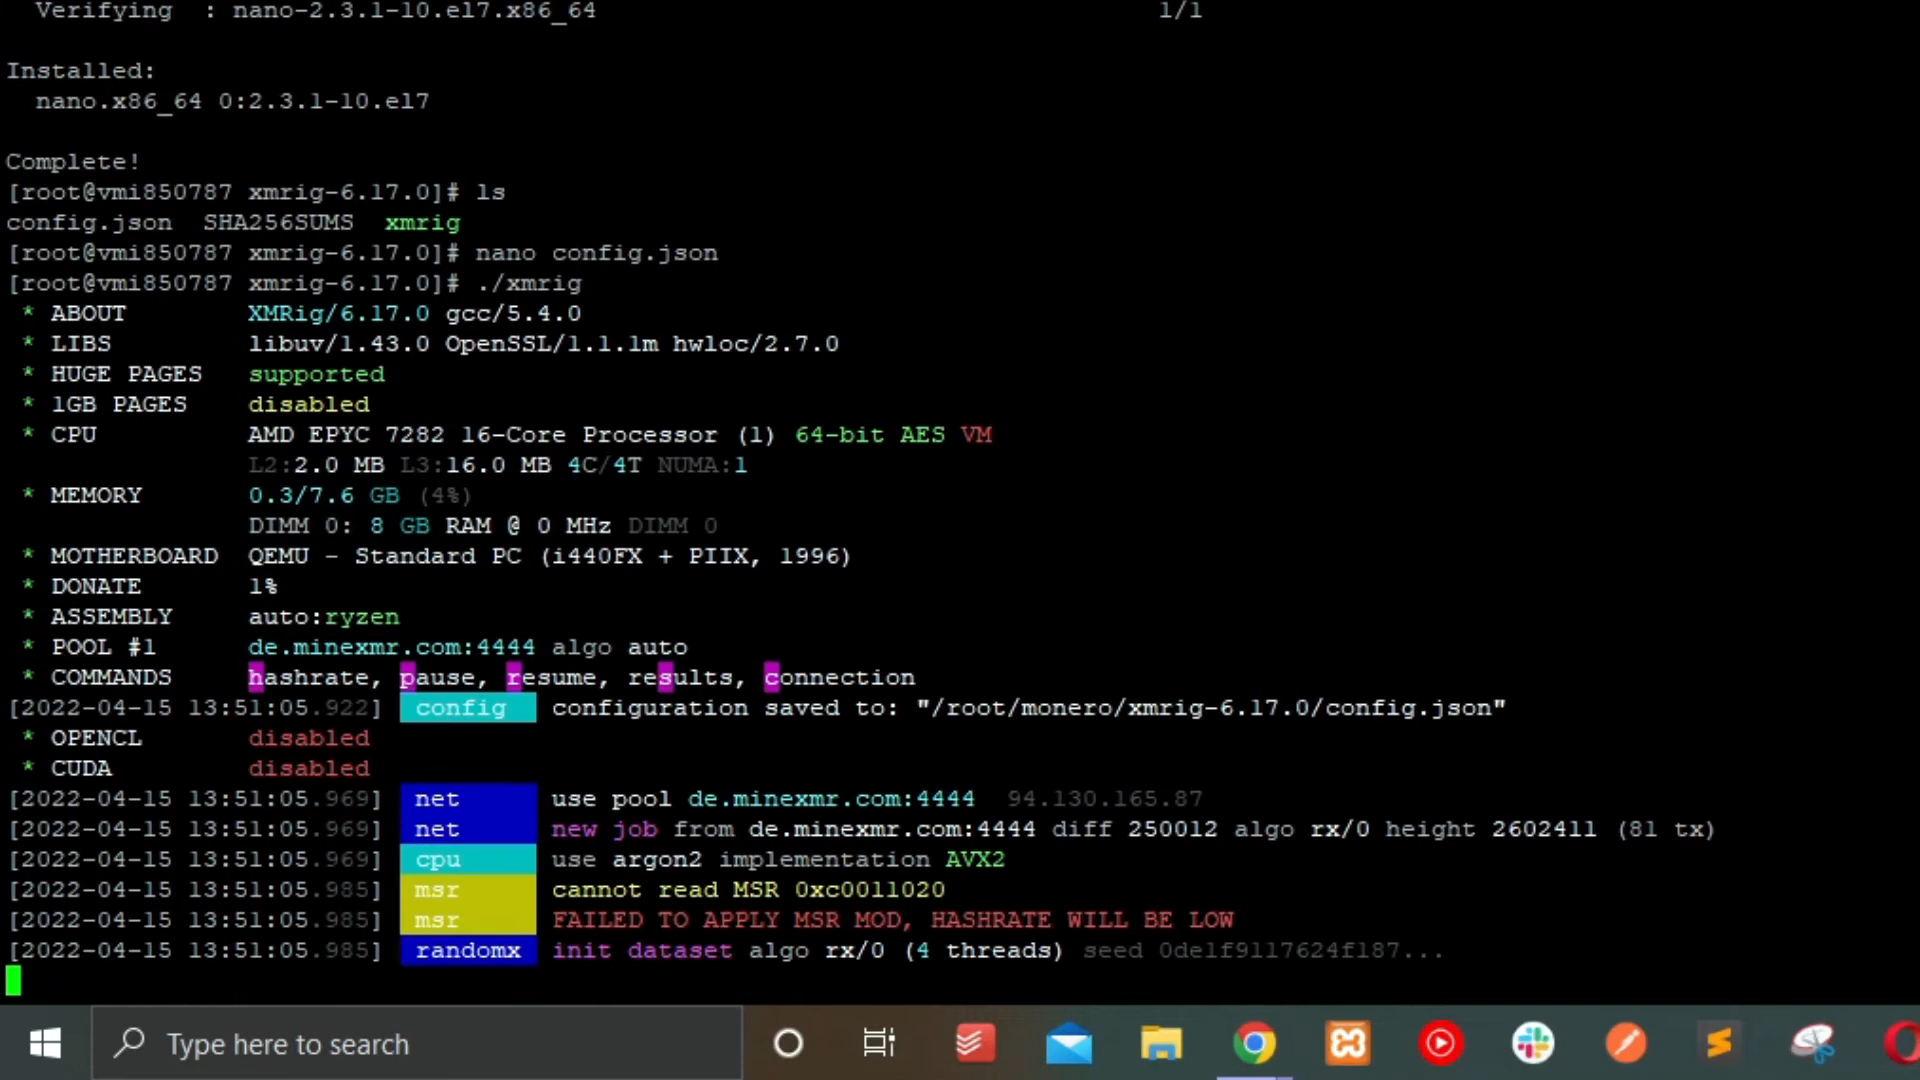 Verifying  : nano-2.3.1-10.el7.x86_64                                     1/1
Installed:
  nano.x86_64 0:2.3.1-10.el7
Complete!
[root@vmi850787 xmrig-6.17.0]# ls
config.json  SHA256SUMS  xmrig
[root@vmi850787 xmrig-6.17.0]# nano config.json
[root@vmi850787 xmrig-6.17.0]# ./xmrig
 * ABOUT        XMRig/6.17.0 gcc/5.4.0
 * LIBS         libuv/1.43.0 OpenSSL/1.1.1m hwloc/2.7.0
 * HUGE PAGES   supported
 * 1GB PAGES    disabled
 * CPU          AMD EPYC 7282 16-Core Processor (1) 64-bit AES VM
                L2:2.0 MB L3:16.0 MB 4C/4T NUMA:1
 * MEMORY       0.3/7.6 GB (4%)
                DIMM 0: 8 GB RAM @ 0 MHz DIMM 0
 * MOTHERBOARD  QEMU - Standard PC (i440FX + PIIX, 1996)
 * DONATE       1%
 * ASSEMBLY     auto:ryzen
 * POOL #1      de.minexmr.com:4444 algo auto
 * COMMANDS     hashrate, pause, resume, results, connection
[2022-04-15 13:51:05.922]  config   configuration saved to: "/root/monero/xmrig-6.17.0/config.json"
 * OPENCL       disabled
 * CUDA         disabled
[2022-04-15 13:51:05.969]  net      use pool de.minexmr.com:4444  94.130.165.87
[2022-04-15 13:51:05.969]  net      new job from de.minexmr.com:4444 diff 250012 algo rx/0 height 2602411 (81 tx)
[2022-04-15 13:51:05.969]  cpu      use argon2 implementation AVX2
[2022-04-15 13:51:05.985]  msr      cannot read MSR 0xc0011020
[2022-04-15 13:51:05.985]  msr      FAILED TO APPLY MSR MOD, HASHRATE WILL BE LOW
[2022-04-15 13:51:05.985]  randomx  init dataset algo rx/0 (4 threads) seed 0de1f9117624f187...
Type here to search